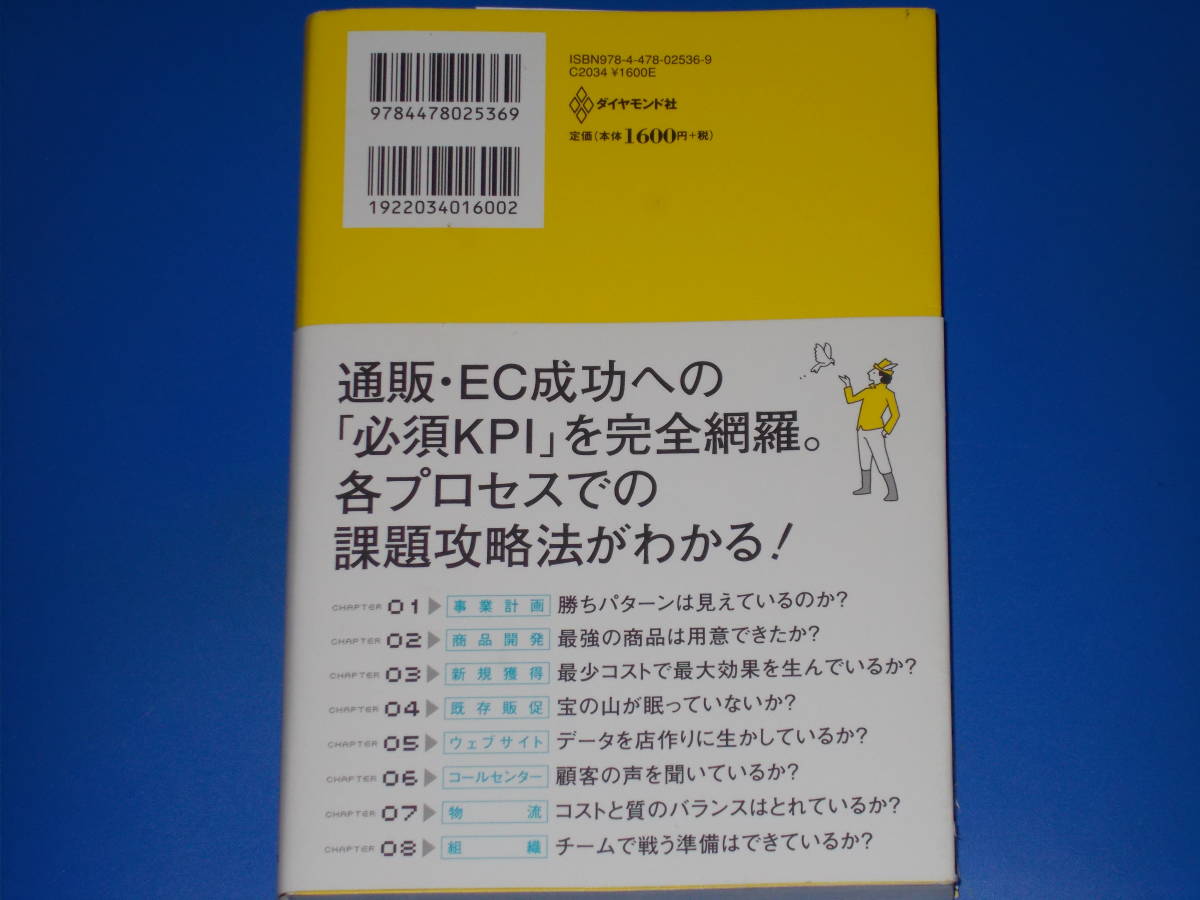 9784478025369
1922034016002
ISBN978-4-478-02536-9
C2034 ¥1600E
ダイヤモンド社
定価(本体1600円+税)
通販・EC成功への
「必須KPI」を完全網羅。
各プロセスでの
課題攻略法がわかる!
CHAPTER 01 ▶ 事業計画 勝ちパターンは見えているのか?
CHAPTER 02 ▶ 商品開発 最強の商品は用意できたか?
CHAPTER 03 ▶ 新規獲得 最少コストで最大効果を生んでいるか?
CHAPTER 04 ▶ 既存販促 宝の山が眠っていないか?
CHAPTER 05 ▶ ウェブサイト データを店作りに生かしているか?
CHAPTER 06 ▶ コールセンター 顧客の声を聞いているか?
CHAPTER 07 ▶ 物流 コストと質のバランスはとれているか?
CHAPTER 08 ▶ 組織 チームで戦う準備はできているか?